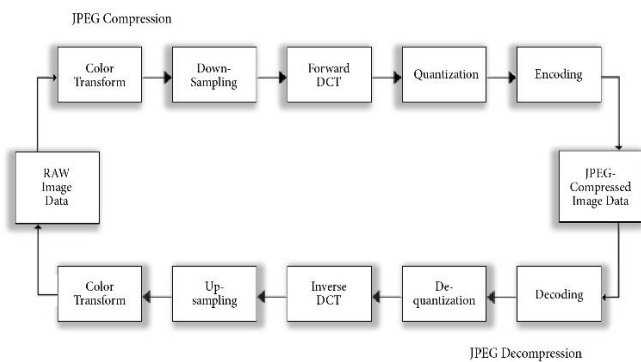 JPEG Compression
Color
Transform
Down-
Sampling
Forward
DCT
Quantization
Encoding
RAW
Image
Data
JPEG-
Compressed
Image Data
Color
Transform
Up-
sampling
Inverse
DCT
De-
quantization
Decoding
JPEG Decompression